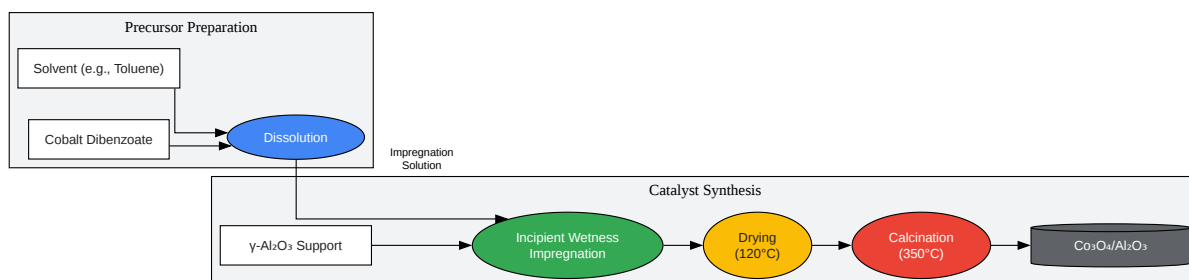 Precursor Preparation
Solvent (e.g., Toluene)
Cobalt Dibenzoate
Dissolution
Impregnation
Solution
Catalyst Synthesis
γ-Al₂O₃ Support
Incipient Wetness
Impregnation
Drying
(120°C)
Calcination
(350°C)
Co₃O₄/Al₂O₃